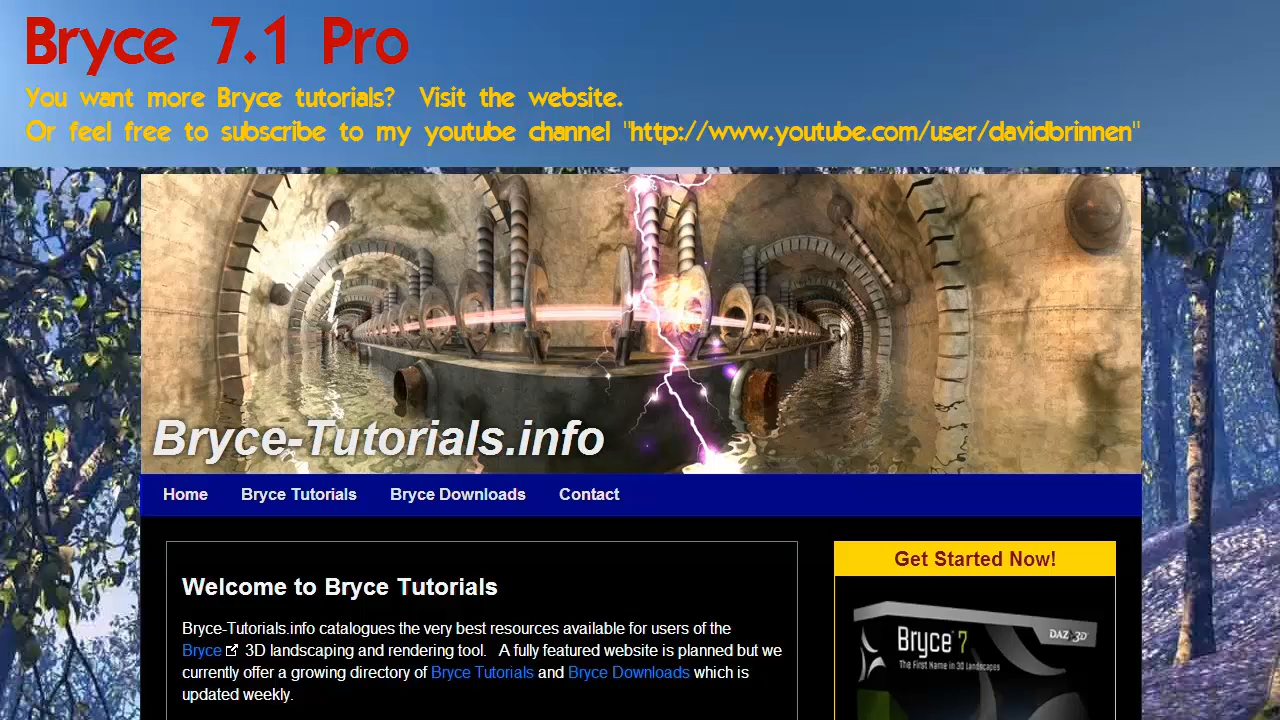 Bryce 7.1 Pro
You want more Bryce tutorials? Visit the website.
Or feel free to subscribe to my youtube channel "http://www.youtube.com/user/davidbrinnen"
Bryce-Tutorials.info
Home Bryce Tutorials Bryce Downloads Contact
Welcome to Bryce Tutorials
Bryce-Tutorials.info catalogues the very best resources available for users of the
Bryce 3D landscaping and rendering tool. A fully featured website is planned but we
currently offer a growing directory of Bryce Tutorials and Bryce Downloads which is
updated weekly.
Get Started Now!
DAZ 3D
Bryce 7
The First Name in 3D Landscapes